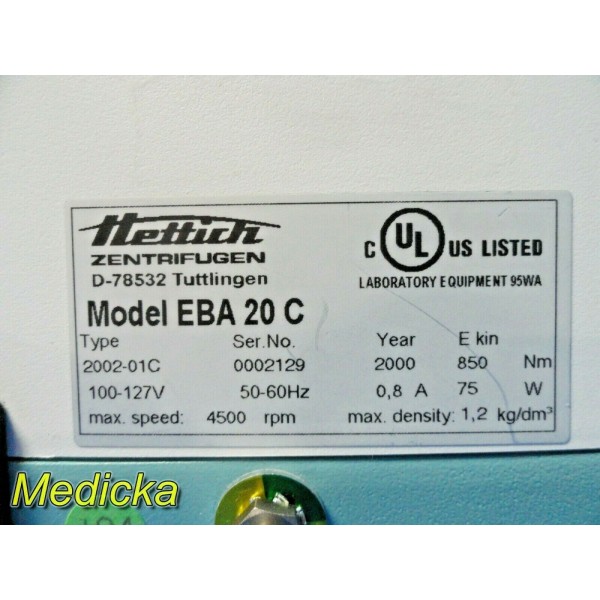 Hettich
ZENTRIFUGEN
D-78532 Tuttlingen
Model EBA 20 C
C UL US LISTED
LABORATORY EQUIPMENT 95WA
Type Ser.No. Year E kin
2002-01C 0002129 2000 850 Nm
100-127V 50-60Hz 0,8 A 75 W
max. speed: 4500 rpm max. density: 1,2 kg/dm³
Medicka